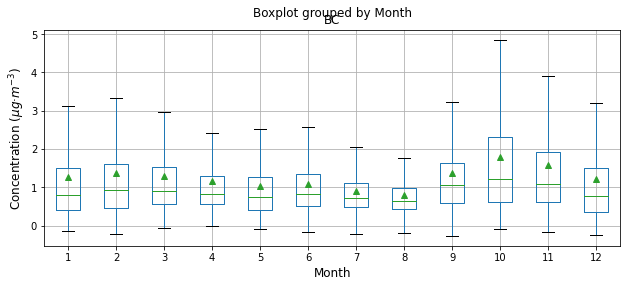 Boxplot grouped by Month
BC
5
4
3
2
1
0
Concentration (μg·m⁻³)
1 2 3 4 5 6 7 8 9 10 11 12
Month